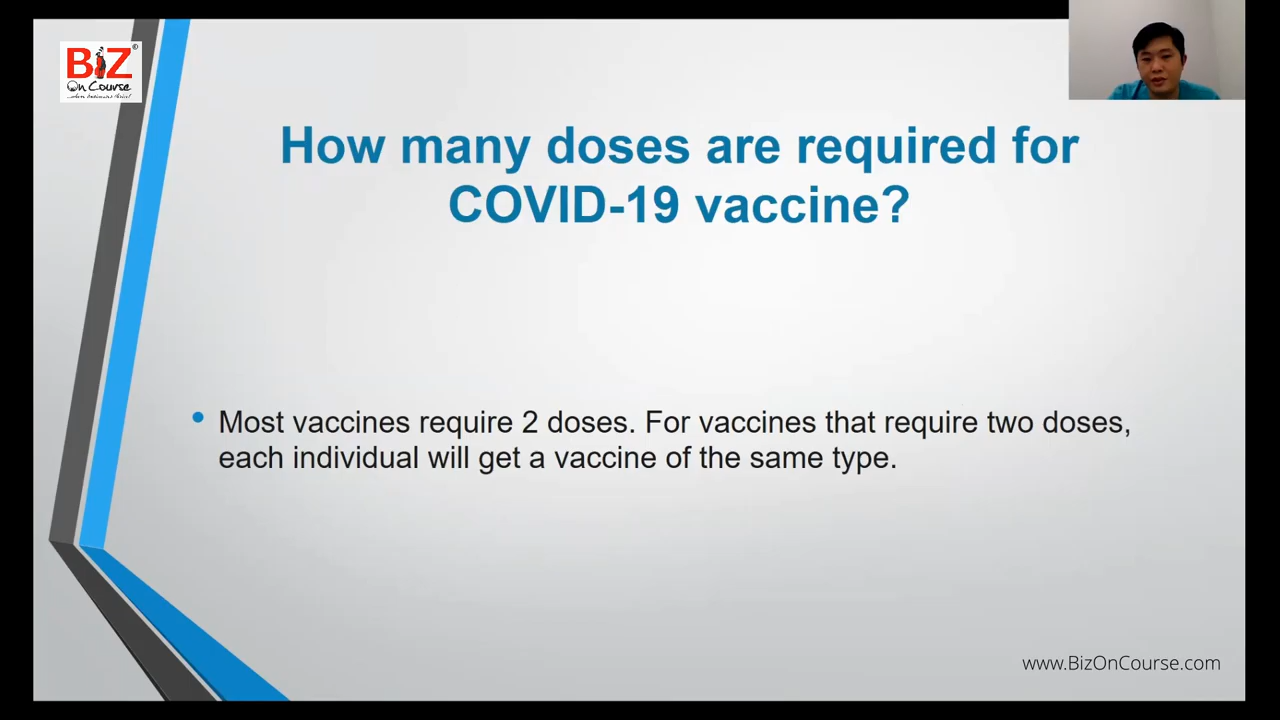 BIZ
On Course
How many doses are required for
COVID-19 vaccine?
Most vaccines require 2 doses. For vaccines that require two doses,
each individual will get a vaccine of the same type.
www.BizOnCourse.com